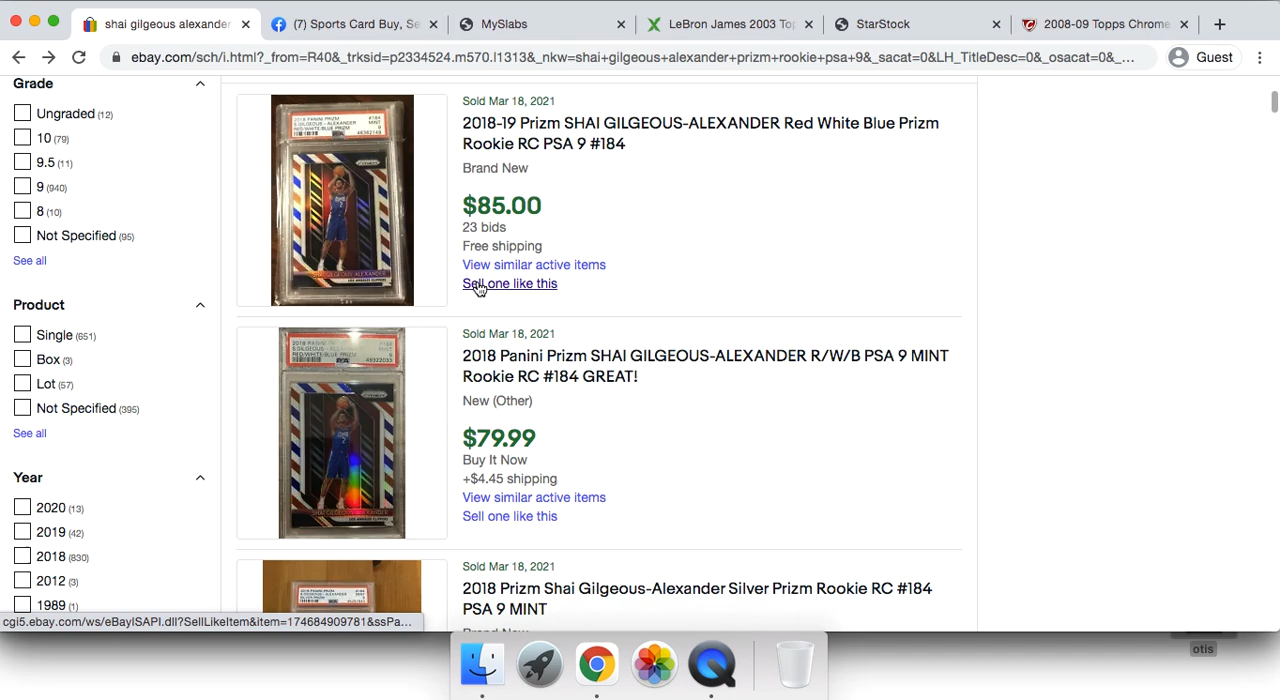 shai gilgeous alexander
(7) Sports Card Buy, Se
MySlabs
LeBron James 2003 Top
StarStock
2008-09 Topps Chrome
ebay.com/sch/i.html?_from=R40&_trksid=p2334524.m570.l1313&_nkw=shai+gilgeous+alexander+prizm+rookie+psa+9&_sacat=0&LH_TitleDesc=0&_osacat=0&_...
Guest
Grade
Ungraded (12)
10 (79)
9.5 (11)
9 (940)
8 (10)
Not Specified (95)
See all
Product
Single (651)
Box (3)
Lot (57)
Not Specified (395)
See all
Year
2020 (13)
2019 (42)
2018 (830)
2012 (3)
1989 (1)
Sold Mar 18, 2021
2018-19 Prizm SHAI GILGEOUS-ALEXANDER Red White Blue Prizm
Rookie RC PSA 9 #184
Brand New
$85.00
23 bids
Free shipping
View similar active items
Sell one like this
Sold Mar 18, 2021
2018 Panini Prizm SHAI GILGEOUS-ALEXANDER R/W/B PSA 9 MINT
Rookie RC #184 GREAT!
New (Other)
$79.99
Buy It Now
+$4.45 shipping
View similar active items
Sell one like this
Sold Mar 18, 2021
2018 Prizm Shai Gilgeous-Alexander Silver Prizm Rookie RC #184
PSA 9 MINT
cgi5.ebay.com/ws/eBayISAPI.dll?SellLikeItem&item=174684909781&ssPa...
otis